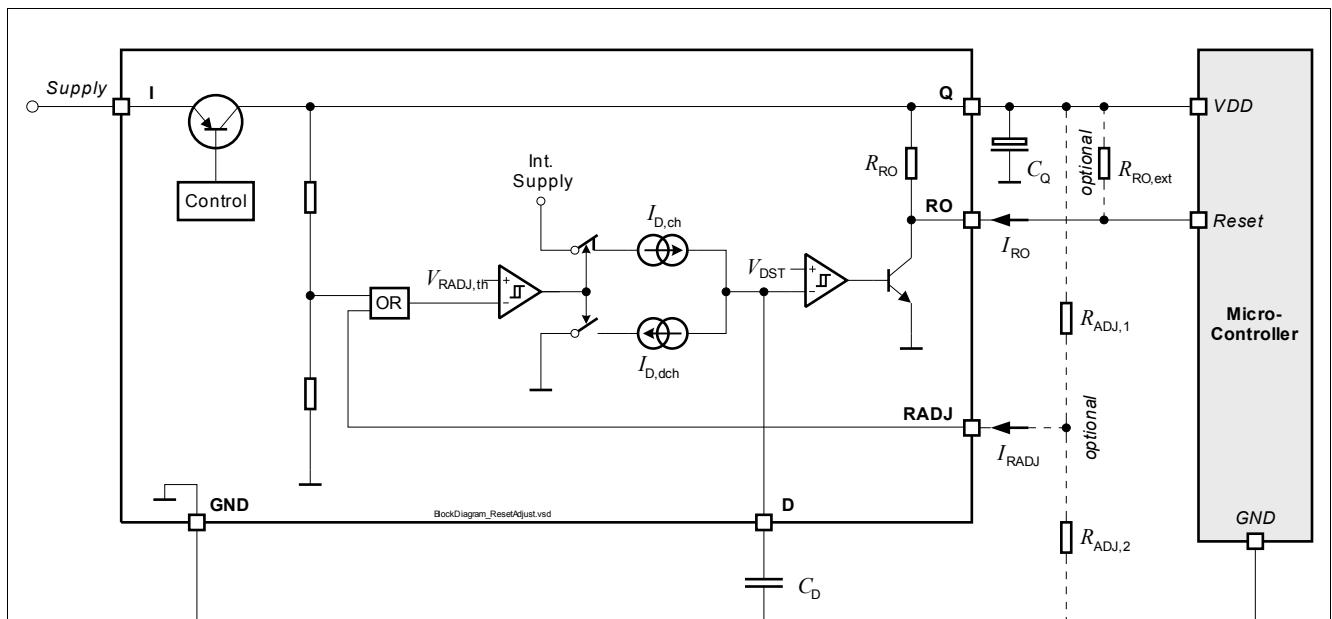 Supply
I
Q
VDD
Control
Int.
Supply
R_RO
C_Q
optional
R_RO,ext
RO
I_RO
Reset
I_D,ch
V_RADJ,th
+
-
OR
V_DST
+
-
I_D,dch
R_ADJ,1
Micro-
Controller
RADJ
I_RADJ
optional
GND
BlockDiagram_ResetAdjust.vsd
D
GND
R_ADJ,2
C_D